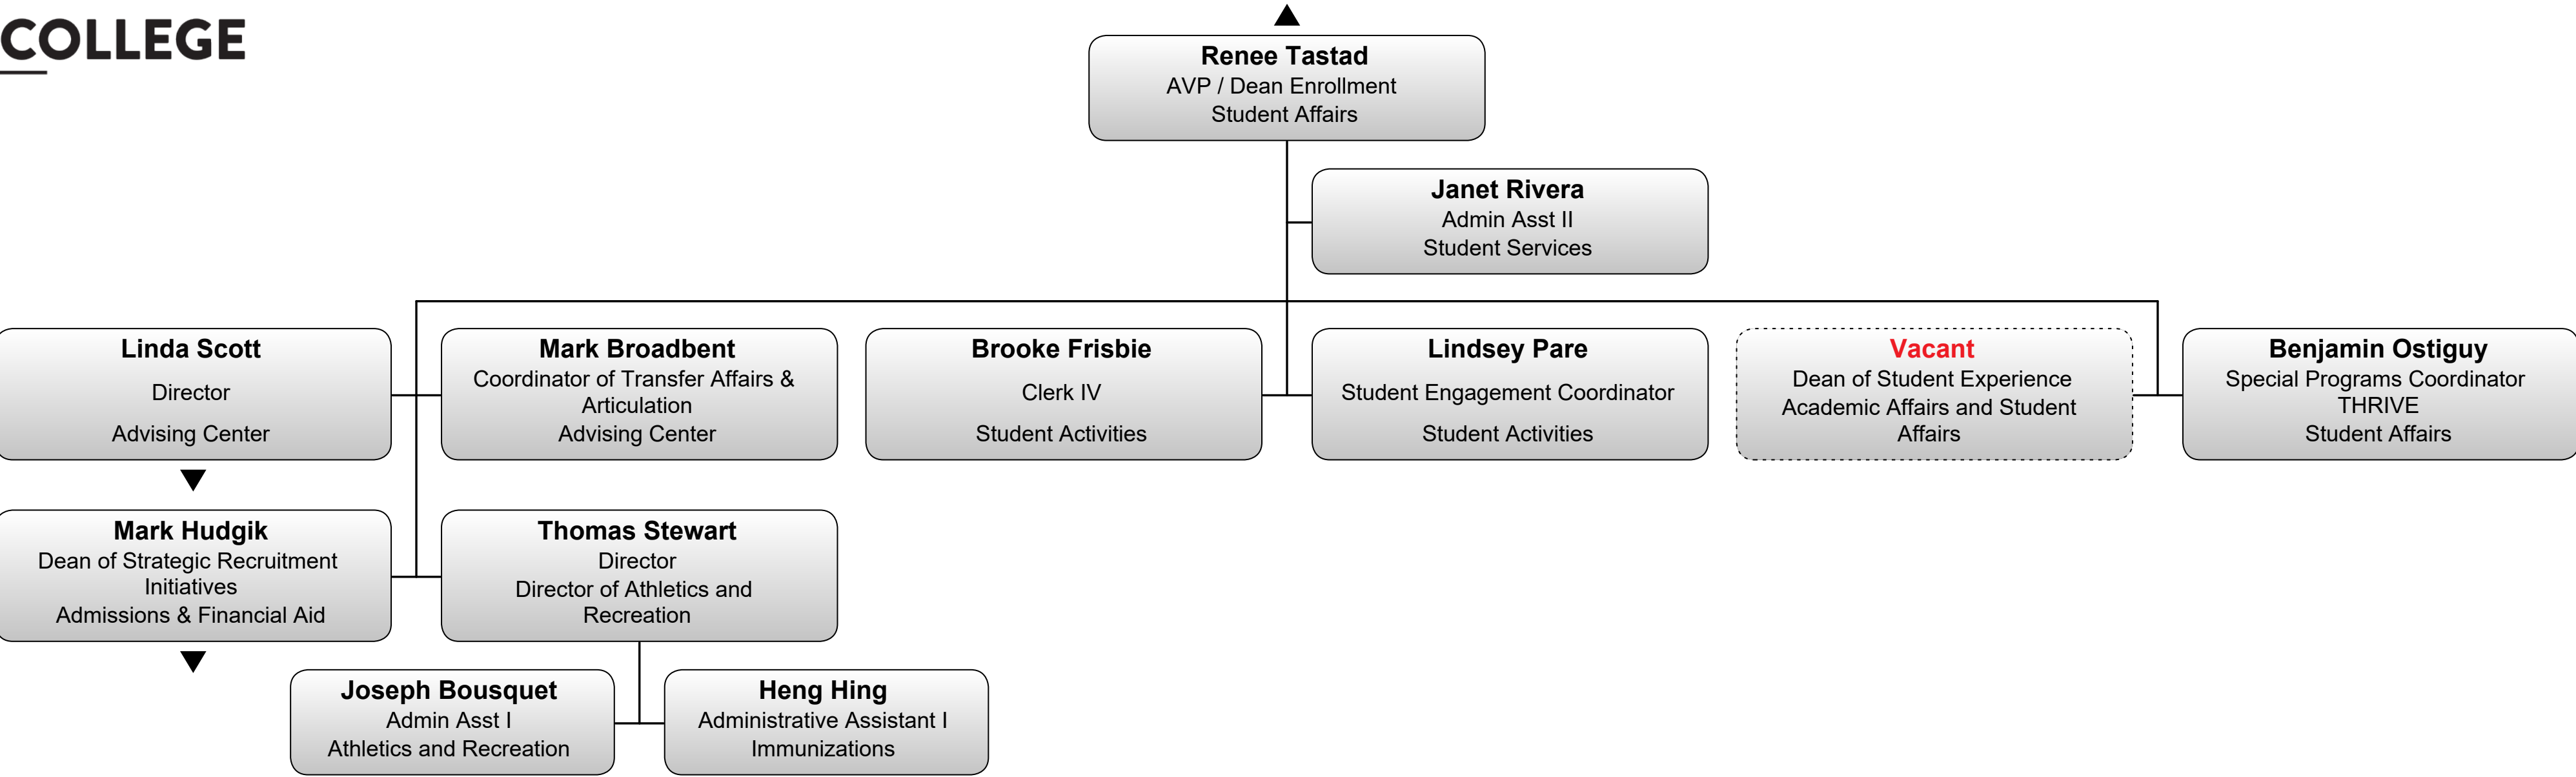 COLLEGE
Renee Tastad
AVP / Dean Enrollment
Student Affairs
Janet Rivera
Admin Asst II
Student Services
Linda Scott
Director
Advising Center
Mark Broadbent
Coordinator of Transfer Affairs &
Articulation
Advising Center
Brooke Frisbie
Clerk IV
Student Activities
Lindsey Pare
Student Engagement Coordinator
Student Activities
Vacant
Dean of Student Experience
Academic Affairs and Student
Affairs
Benjamin Ostiguy
Special Programs Coordinator
THRIVE
Student Affairs
Mark Hudgik
Dean of Strategic Recruitment
Initiatives
Admissions & Financial Aid
Thomas Stewart
Director
Director of Athletics and
Recreation
Joseph Bousquet
Admin Asst I
Athletics and Recreation
Heng Hing
Administrative Assistant I
Immunizations